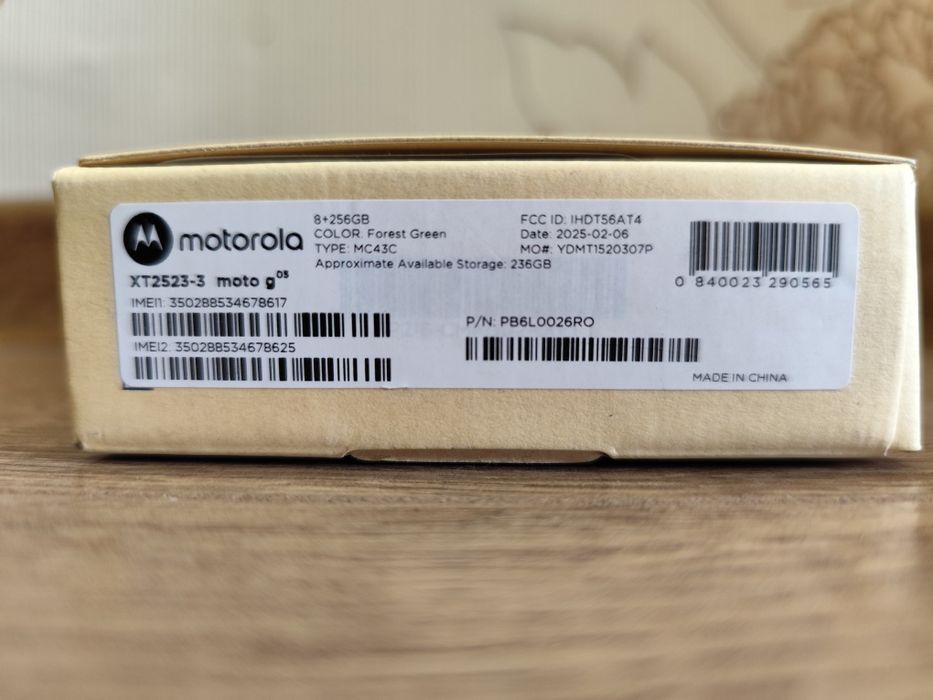 motorola
XT2523-3 moto g05
IMEI1: 350288534678617
IMEI2: 350288534678625
8+256GB
COLOR: Forest Green
TYPE: MC43C
Approximate Available Storage: 236GB
FCC ID: IHDT56AT4
Date: 2025-02-06
MO#: YDMT1520307P
0 840023 290565
P/N: PB6L0026RO
MADE IN CHINA